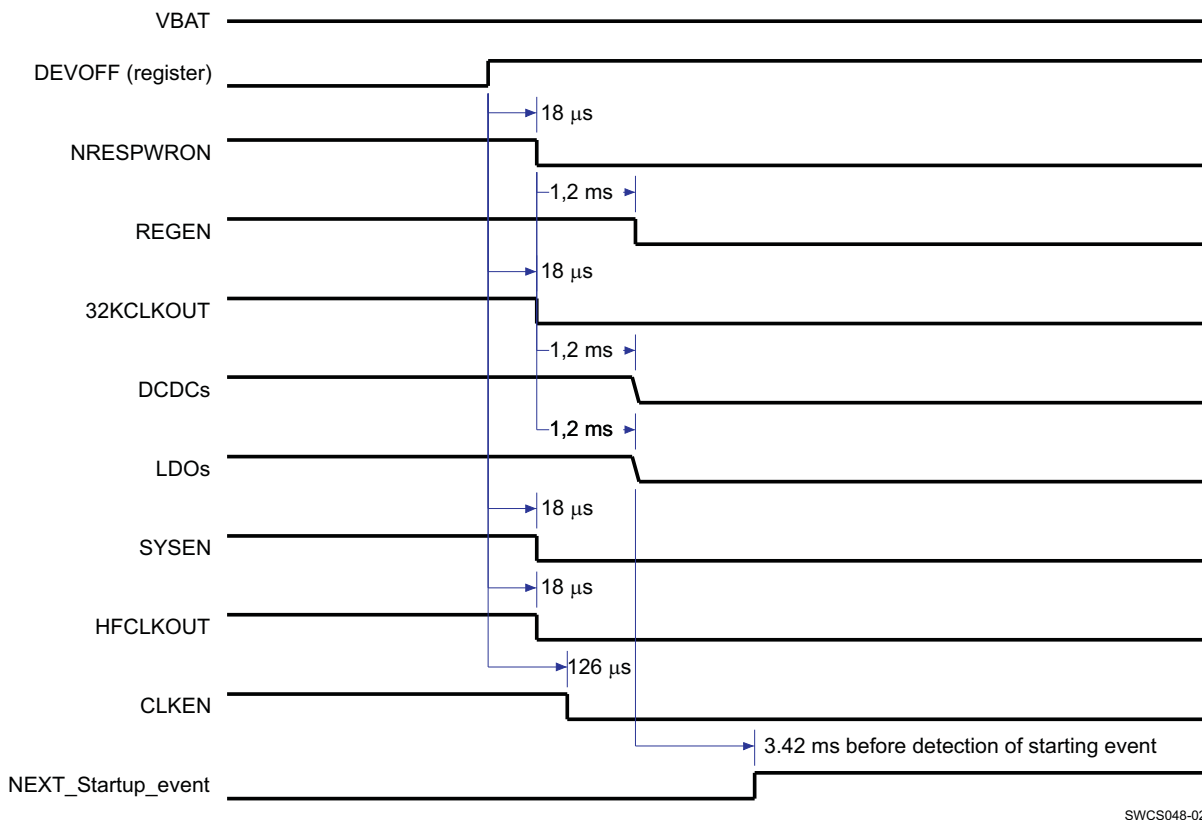 VBAT
DEVOFF (register)
18 μs
NRESPWRON
1,2 ms
REGEN
18 μs
32KCLKOUT
1,2 ms
DCDCs
1,2 ms
LDOs
18 μs
SYSEN
18 μs
HFCLKOUT
126 μs
CLKEN
3.42 ms before detection of starting event
NEXT_Startup_event
SWCS048-02